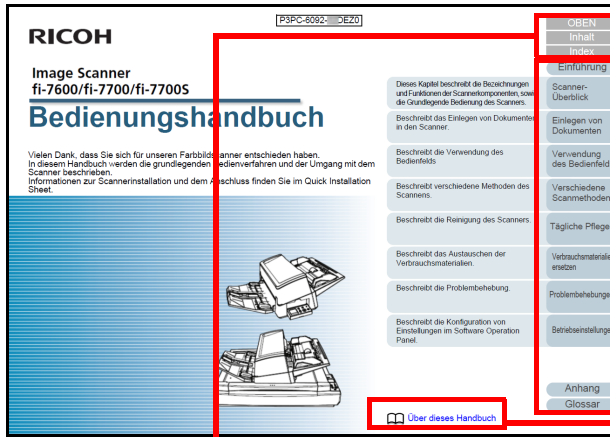 P3PC-6092- DEZ0
RICOH
Image Scanner
fi-7600/fi-7700/fi-7700S
Bedienungshandbuch
Vielen Dank, dass Sie sich für unseren Farbbildscanner entschieden haben.
In diesem Handbuch werden die grundlegenden Bedienverfahren und der Umgang mit dem
Scanner beschrieben.
Informationen zur Scannerinstallation und dem Anschluss finden Sie im Quick Installation
Sheet.
OBEN
Inhalt
Index
Einführung
Dieses Kapitel beschreibt die Bezeichnungen
und Funktionen der Scannerkomponenten, sowie
die Grundlegende Bedienung des Scanners.
Scanner-
Überblick
Beschreibt das Einlegen von Dokumenten
in den Scanner.
Einlegen von
Dokumenten
Beschreibt die Verwendung des
Bedienfelds
Verwendung
des Bedienfelds
Beschreibt verschiedene Methoden des
Scannens.
Verschiedene
Scanmethoden
Beschreibt die Reinigung des Scanners.
Tägliche Pflege
Beschreibt das Austauschen der
Verbrauchsmaterialien.
Verbrauchsmaterialien
ersetzen
Beschreibt die Problembehebung.
Problembehebungen
Beschreibt die Konfiguration von
Einstellungen im Software Operation
Panel.
Betriebseinstellungen
Anhang
Glossar
Über dieses Handbuch